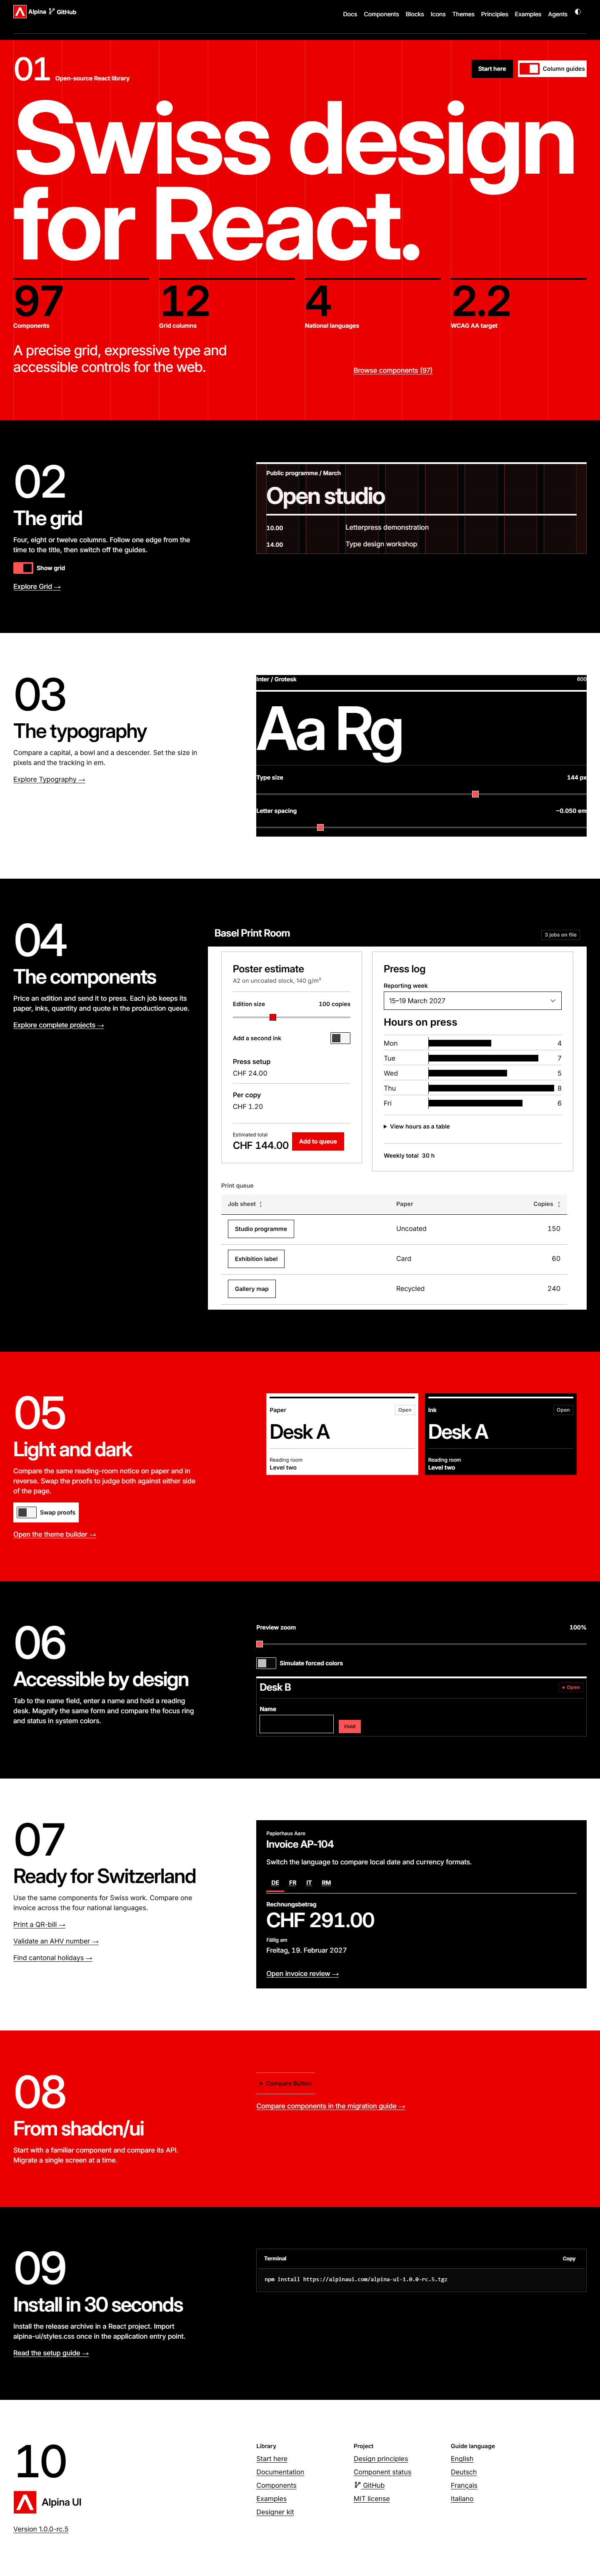 Alpina GitHub
Docs Components Blocks Icons Themes Principles Examples Agents
01 Open-source React library
Start here
Column guides
Swiss design
for React.
97
Components
12
Grid columns
4
National languages
2.2
WCAG AA target
A precise grid, expressive type and
accessible controls for the web.
Browse components (97)
02
The grid
Four, eight or twelve columns. Follow one edge from the
time to the title, then switch off the guides.
Show grid
Explore Grid →
Public programme / March
Open studio
10.00 Letterpress demonstration
14.00 Type design workshop
03
The typography
Compare a capital, a bowl and a descender. Set the size in
pixels and the tracking in em.
Explore Typography →
Inter / Grotesk 600
Aa Rg
Type size 144 px
Letter spacing −0.050 em
04
The components
Price an edition and send it to press. Each job keeps its
paper, inks, quantity and quote in the production queue.
Explore complete projects →
Basel Print Room
3 jobs on file
Poster estimate
A2 on uncoated stock, 140 g/m²
Edition size 100 copies
Add a second ink
Press setup
CHF 24.00
Per copy
CHF 1.20
Estimated total
CHF 144.00
Add to queue
Press log
Reporting week
15–19 March 2027
Hours on press
Mon 4
Tue 7
Wed 5
Thu 8
Fri 6
View hours as a table
Weekly total 30 h
Print queue
Job sheet Paper Copies
Studio programme Uncoated 150
Exhibition label Card 60
Gallery map Recycled 240
05
Light and dark
Compare the same reading-room notice on paper and in
reverse. Swap the proofs to judge both against either side
of the page.
Swap proofs
Open the theme builder →
Paper Open
Desk A
Reading room
Level two
Ink Open
Desk A
Reading room
Level two
06
Accessible by design
Tab to the name field, enter a name and hold a reading
desk. Magnify the same form and compare the focus ring
and status in system colors.
Preview zoom 100%
Simulate forced colors
Desk B Open
Name
Hold
07
Ready for Switzerland
Use the same components for Swiss work. Compare one
invoice across the four national languages.
Print a QR-bill →
Validate an AHV number →
Find cantonal holidays →
Papierhaus Aare
Invoice AP-104
Switch the language to compare local date and currency formats.
DE FR IT RM
Rechnungsbetrag
CHF 291.00
Fällig am
Freitag, 19. Februar 2027
Open Invoice review →
08
From shadcn/ui
Start with a familiar component and compare its API.
Migrate a single screen at a time.
Compare Button
Compare components in the migration guide →
09
Install in 30 seconds
Install the release archive in a React project. Import
alpina-ui/styles.css once in the application entry point.
Read the setup guide →
Terminal Copy
npm install https://alpinaui.com/alpina-ui-1.0.0-rc.5.tgz
10
Alpina UI
Version 1.0.0-rc.5
Library
Start here
Documentation
Components
Examples
Designer kit
Project
Design principles
Component status
GitHub
MIT license
Guide language
English
Deutsch
Français
Italiano